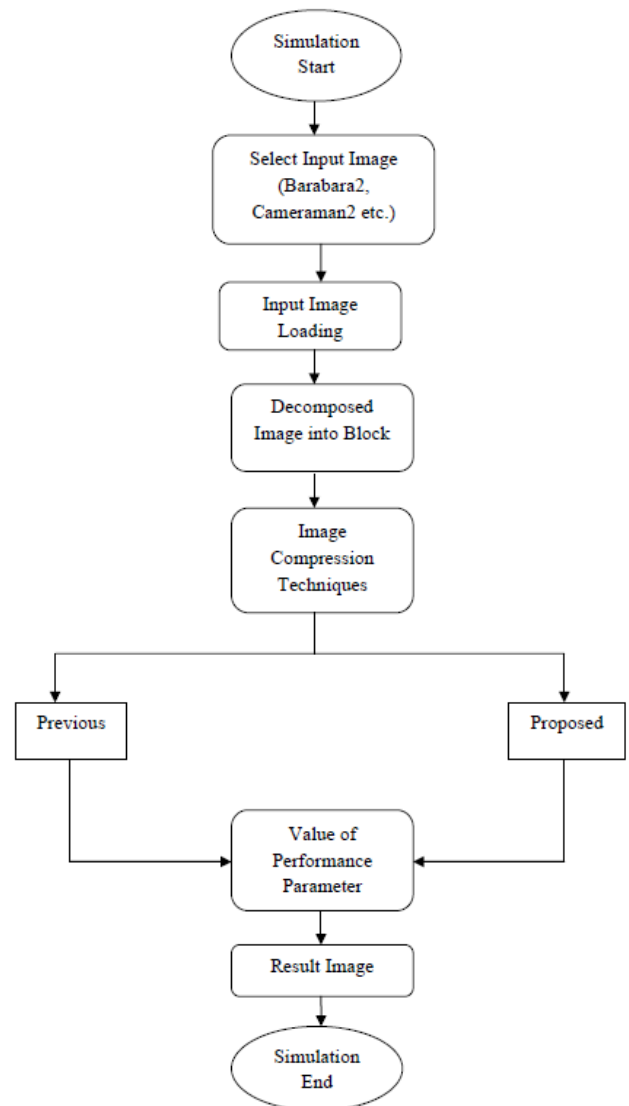 Simulation
Start
Select Input Image
(Barabara2,
Cameraman2 etc.)
Input Image
Loading
Decomposed
Image into Block
Image
Compression
Techniques
Previous
Proposed
Value of
Performance
Parameter
Result Image
Simulation
End